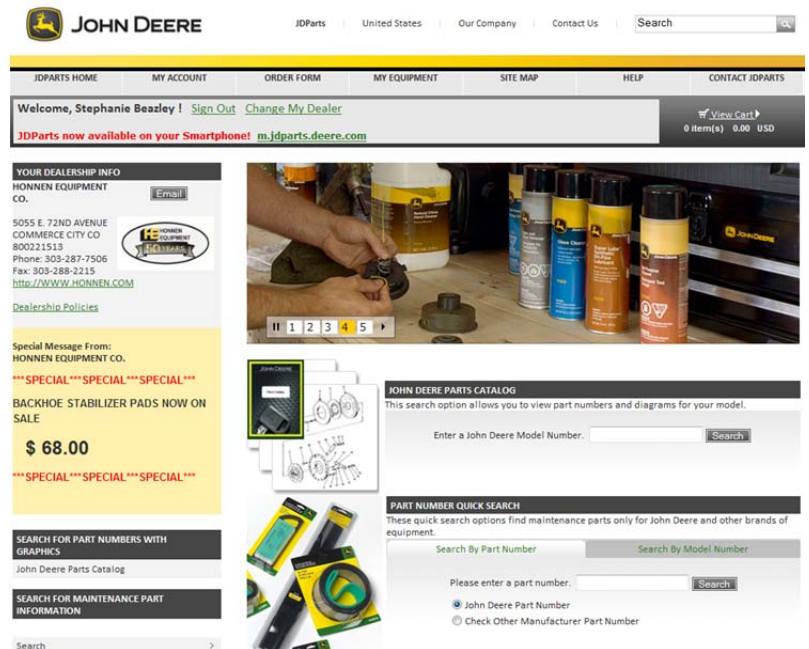 JOHN DEERE
JDParts
United States
Our Company
Contact Us
Search
JDPARTS HOME
MY ACCOUNT
ORDER FORM
MY EQUIPMENT
SITE MAP
HELP
CONTACT JDPARTS
Welcome, Stephanie Beazley ! Sign Out Change My Dealer
JDParts now available on your Smartphone! m.jdparts.deere.com
View Cart
0 item(s) 0.00 USD
YOUR DEALERSHIP INFO
HONNEN EQUIPMENT
CO.
Email
5055 E. 72ND AVENUE
COMMERCE CITY CO
800221513
Phone: 303-287-7506
Fax: 303-288-2215
http://WWW.HONNEN.COM
HONNEN
EQUIPMENT
50 YEARS
Dealership Policies
Special Message From:
HONNEN EQUIPMENT CO.
***SPECIAL***SPECIAL***SPECIAL***
BACKHOE STABILIZER PADS NOW ON
SALE
$ 68.00
***SPECIAL***SPECIAL***SPECIAL***
SEARCH FOR PART NUMBERS WITH
GRAPHICS
John Deere Parts Catalog
SEARCH FOR MAINTENANCE PART
INFORMATION
Search
JOHN DEERE
1 2 3 4 5
JOHN DEERE
JOHN DEERE PARTS CATALOG
This search option allows you to view part numbers and diagrams for your model.
Enter a John Deere Model Number.
Search
PART NUMBER QUICK SEARCH
These quick search options find maintenance parts only for John Deere and other brands of
equipment.
Search By Part Number
Search By Model Number
Please enter a part number.
Search
John Deere Part Number
Check Other Manufacturer Part Number